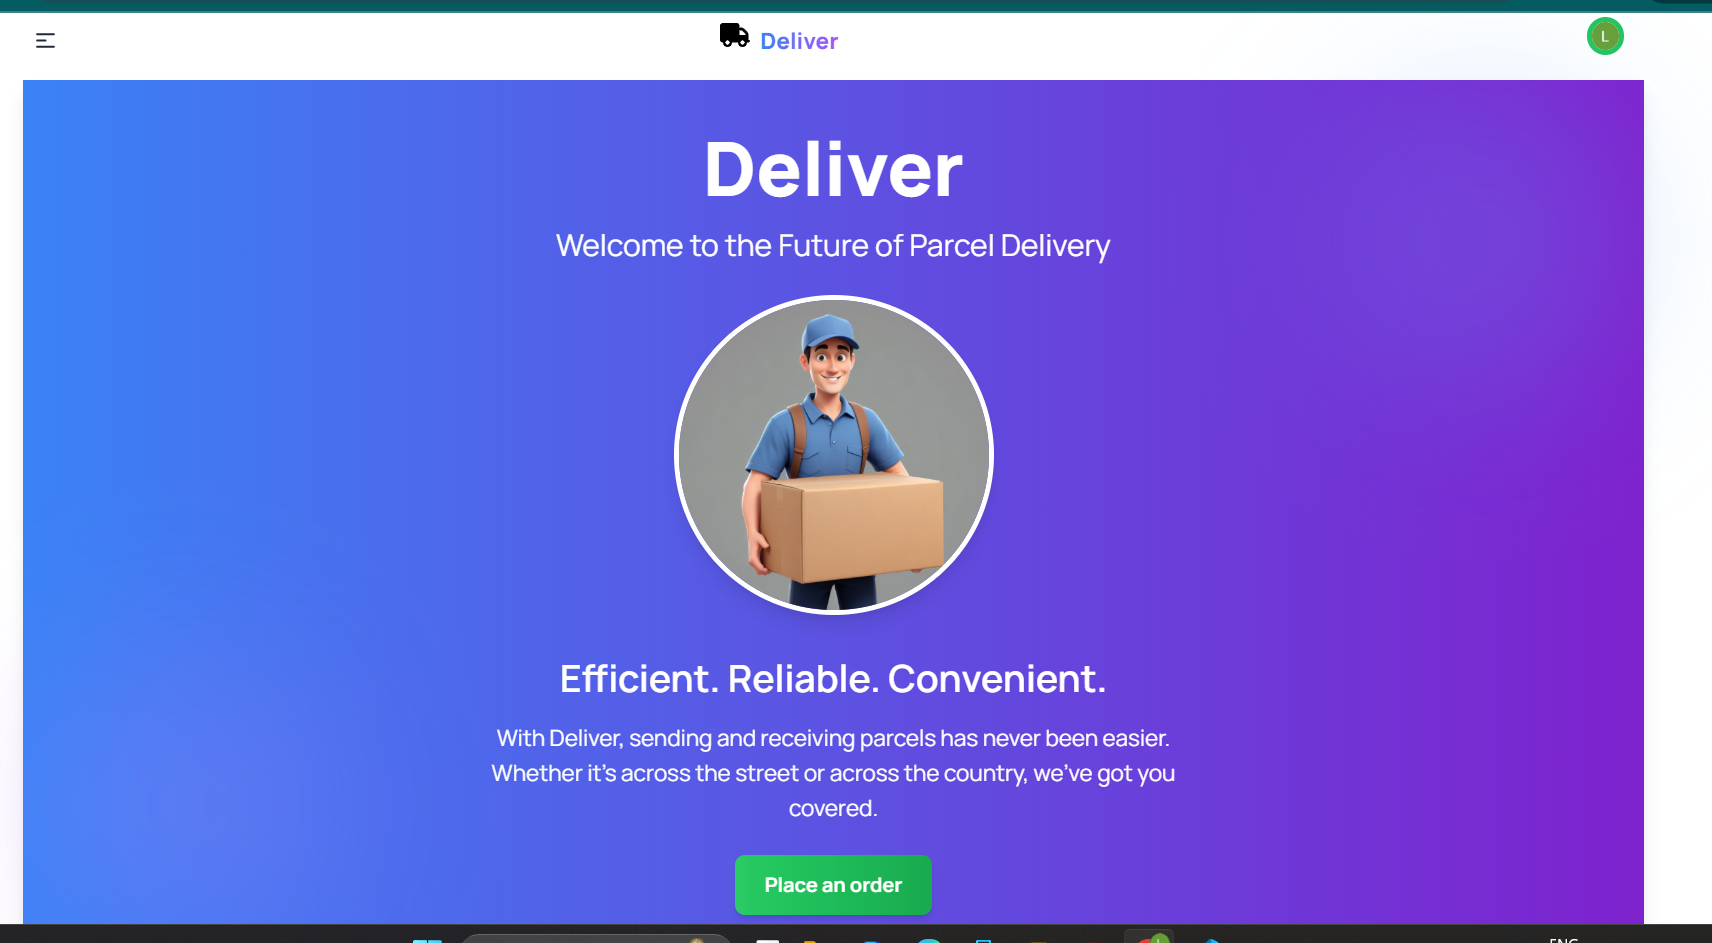 Deliver
L
Deliver
Welcome to the Future of Parcel Delivery
Efficient. Reliable. Convenient.
With Deliver, sending and receiving parcels has never been easier.
Whether it's across the street or across the country, we've got you
covered.
Place an order
ENG